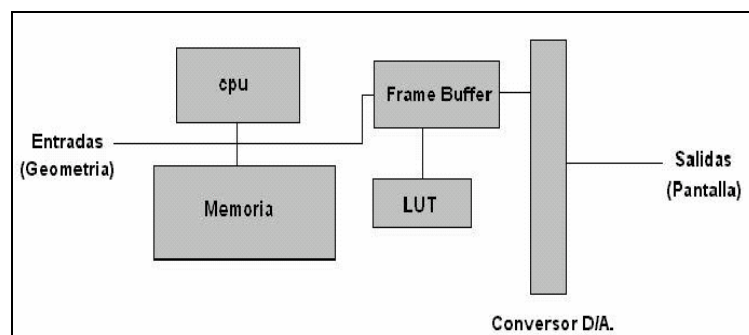 cpu
Frame Buffer
Entradas
(Geometria)
Salidas
(Pantalla)
Memoria
LUT
Conversor D/A.